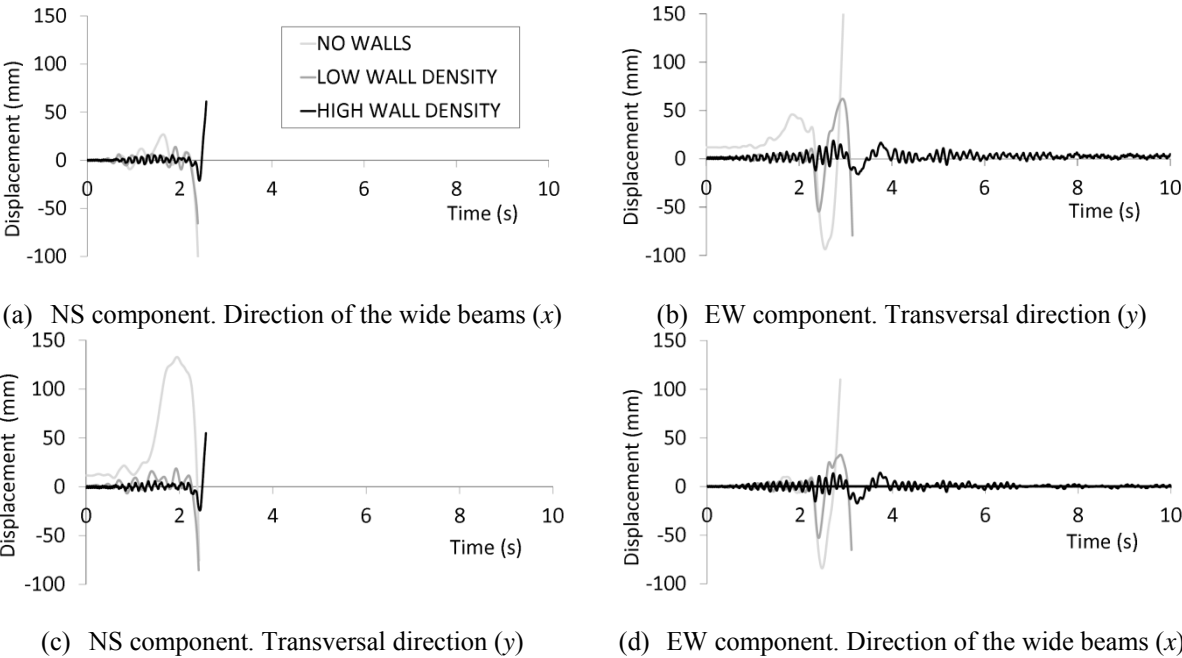 150
100
50
0
-50
-100
Displacement (mm)
0 2 4 6 8 10
Time (s)
NO WALLS
LOW WALL DENSITY
HIGH WALL DENSITY
(a) NS component. Direction of the wide beams (x)
150
100
50
0
-50
-100
Displacement (mm)
0 2 4 6 8 10
Time (s)
(b) EW component. Transversal direction (y)
150
100
50
0
-50
-100
Displacement (mm)
0 2 4 6 8 10
Time (s)
(c) NS component. Transversal direction (y)
150
100
50
0
-50
-100
Displacement (mm)
0 2 4 6 8 10
Time (s)
(d) EW component. Direction of the wide beams (x)